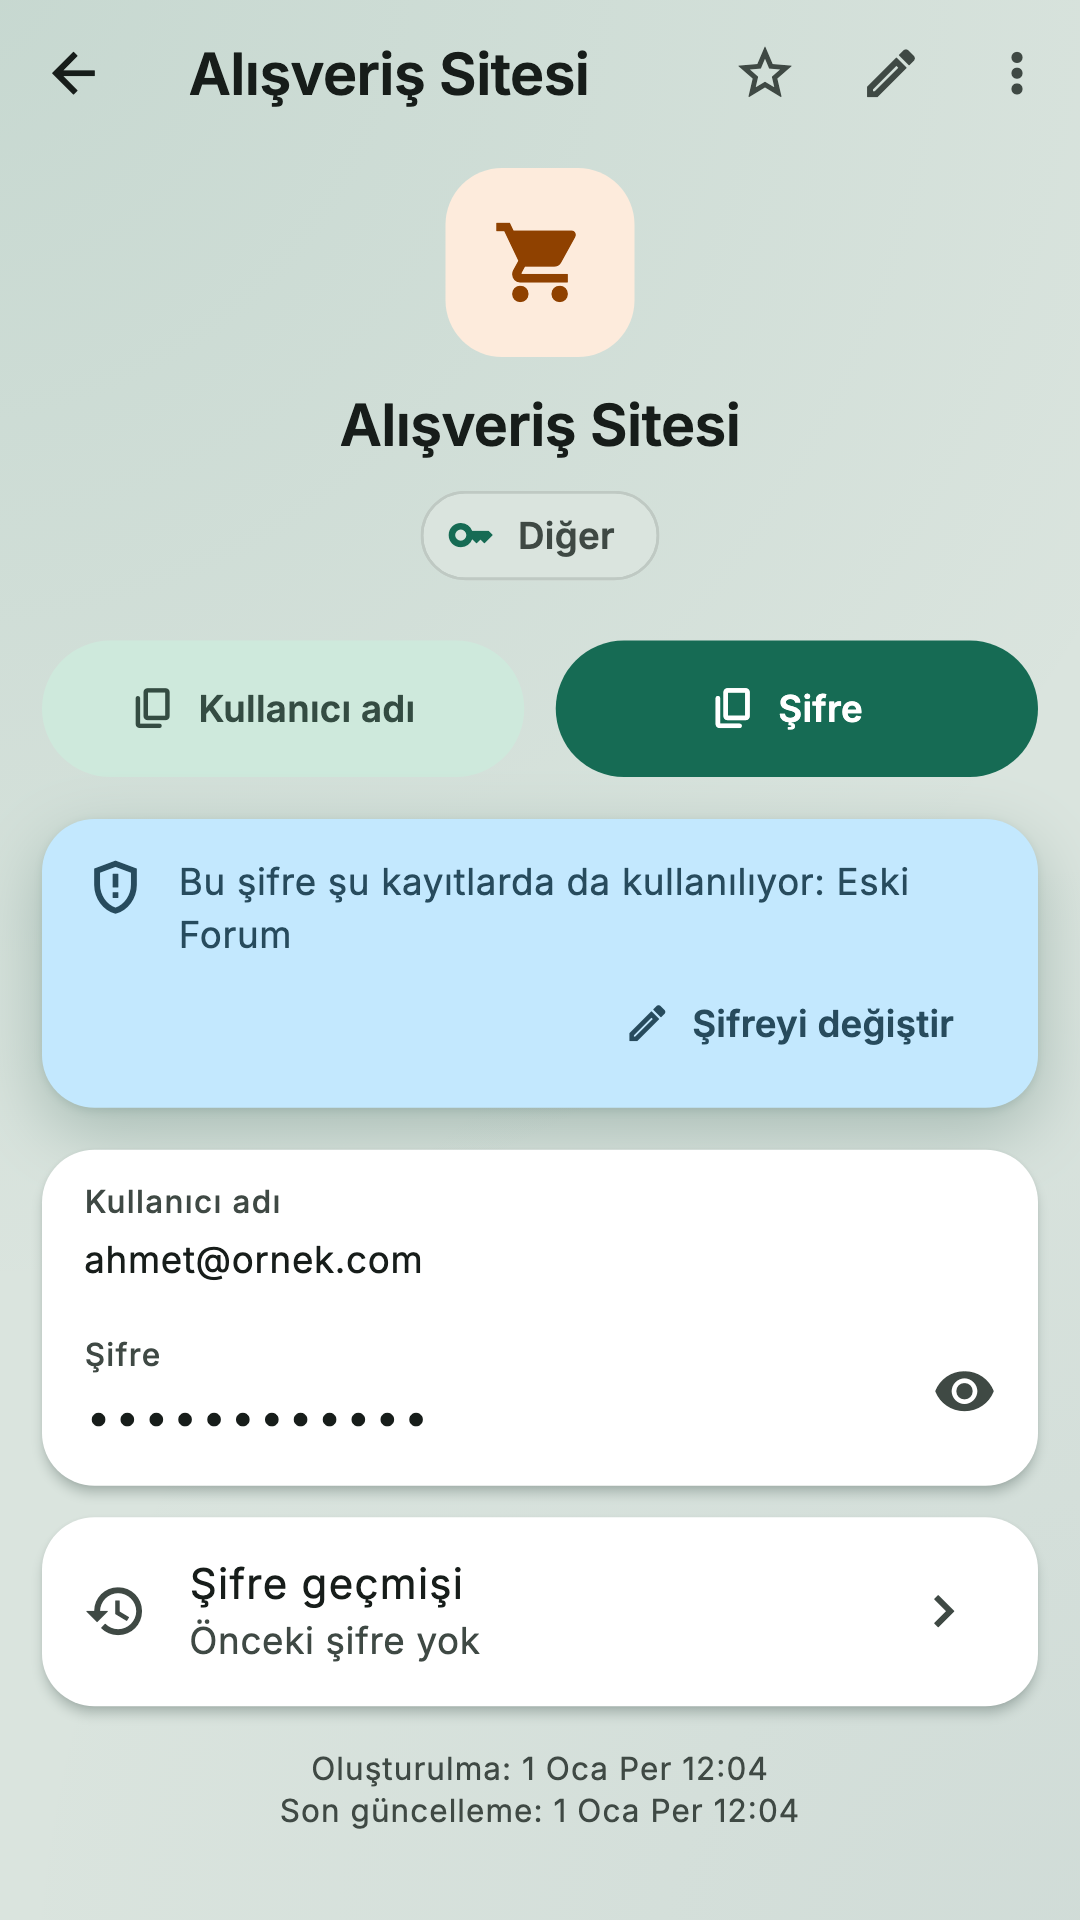 Alışveriş Sitesi
Alışveriş Sitesi
Diğer
Kullanıcı adı
Şifre
Bu şifre şu kayıtlarda da kullanılıyor: Eski
Forum
Şifreyi değiştir
Kullanıcı adı
ahmet@ornek.com
Şifre
••••••••••••
Şifre geçmişi
Önceki şifre yok
Oluşturulma: 1 Oca Per 12:04
Son güncelleme: 1 Oca Per 12:04